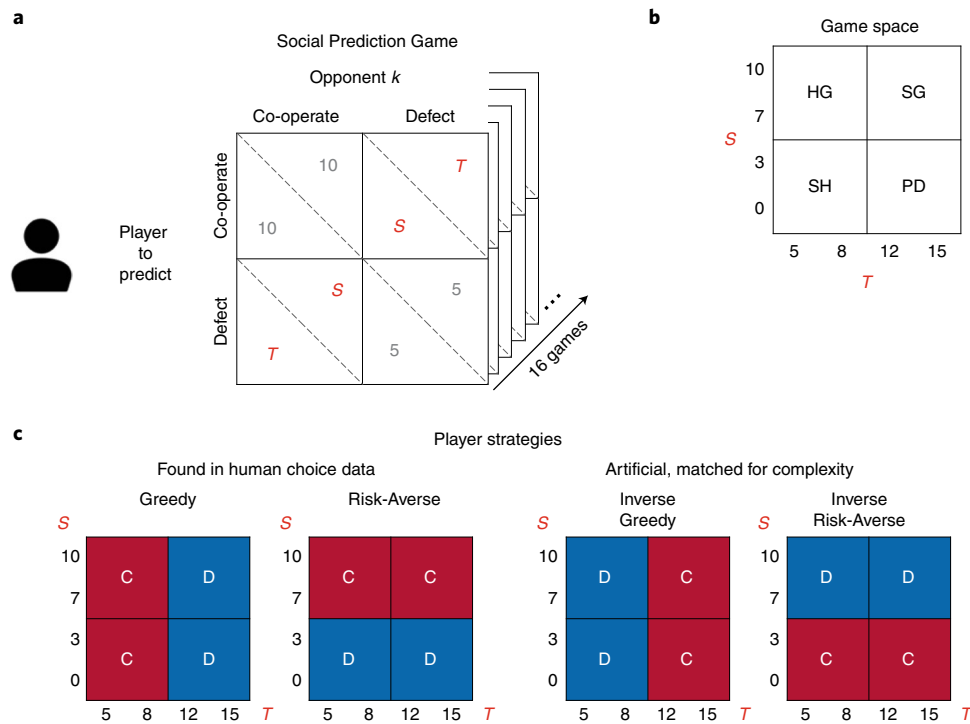 a
Social Prediction Game
Opponent k
Co-operate Defect
Co-operate
10 T
10 S
Player
to
predict
Defect
S 5
T 5
...
16 games
b
Game space
10
HG SG
7
S
3
SH PD
0
5 8 12 15
T
c
Player strategies
Found in human choice data
Artificial, matched for complexity
Greedy
S
10
C D
7
3
C D
0
5 8 12 15 T
Risk-Averse
C C
D D
5 8 12 15
Inverse
Greedy
S
10
D C
7
3
D C
0
5 8 12 15 T
Inverse
Risk-Averse
S
10
D D
7
3
C C
0
5 8 12 15 T